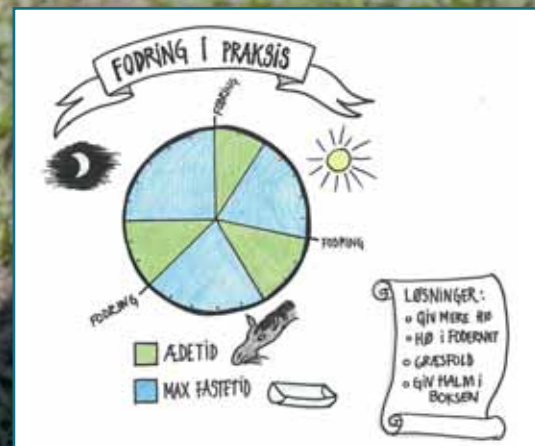 FODRING I PRAKSIS
FODRING
FODRING
FODRING
ÆDETID
MAX FASTETID
LØSNINGER:
∘ GIV MERE HØ
∘ HØ I FODERNET
∘ GRÆSFOLD
∘ GIV HALM I
BOKSEN